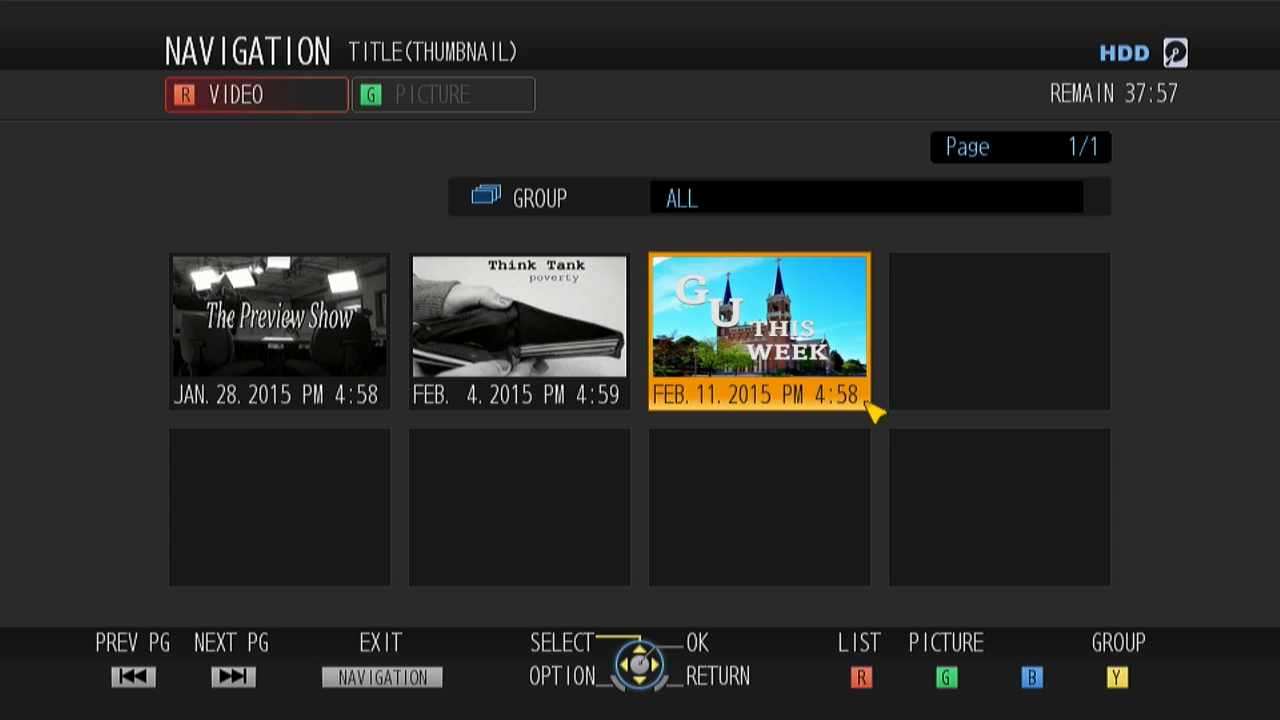 NAVIGATION TITLE(THUMBNAIL)
HDD
R VIDEO G PICTURE
REMAIN 37:57
Page 1/1
GROUP ALL
The Preview Show
JAN. 28. 2015 PM 4:58
Think Tank
poverty
FEB. 4. 2015 PM 4:59
GU THIS
WEEK
FEB. 11. 2015 PM 4:58
PREV PG NEXT PG EXIT SELECT OK LIST PICTURE GROUP
NAVIGATION OPTION RETURN R G B Y